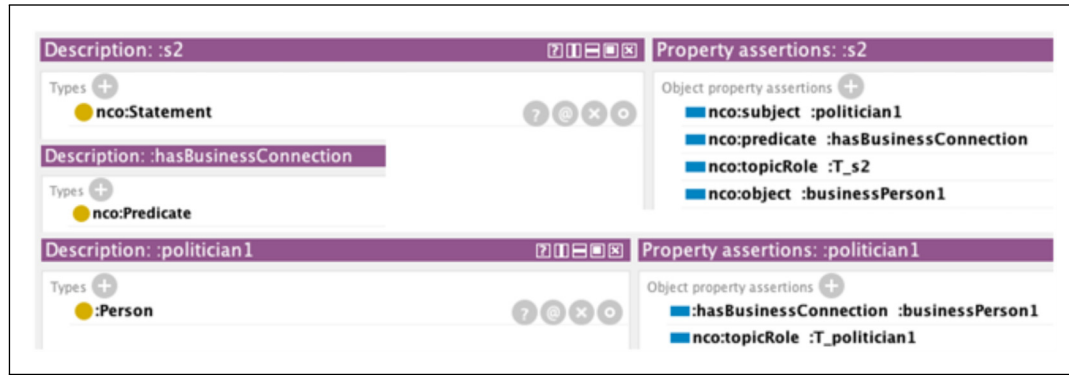 Description: :s2
Types
nco:Statement
Description: :hasBusinessConnection
Types
nco:Predicate
Property assertions: :s2
Object property assertions
nco:subject :politician1
nco:predicate :hasBusinessConnection
nco:topicRole :T_s2
nco:object :businessPerson1
Description: :politician1
Types
:Person
Property assertions: :politician1
Object property assertions
:hasBusinessConnection :businessPerson1
nco:topicRole :T_politician1